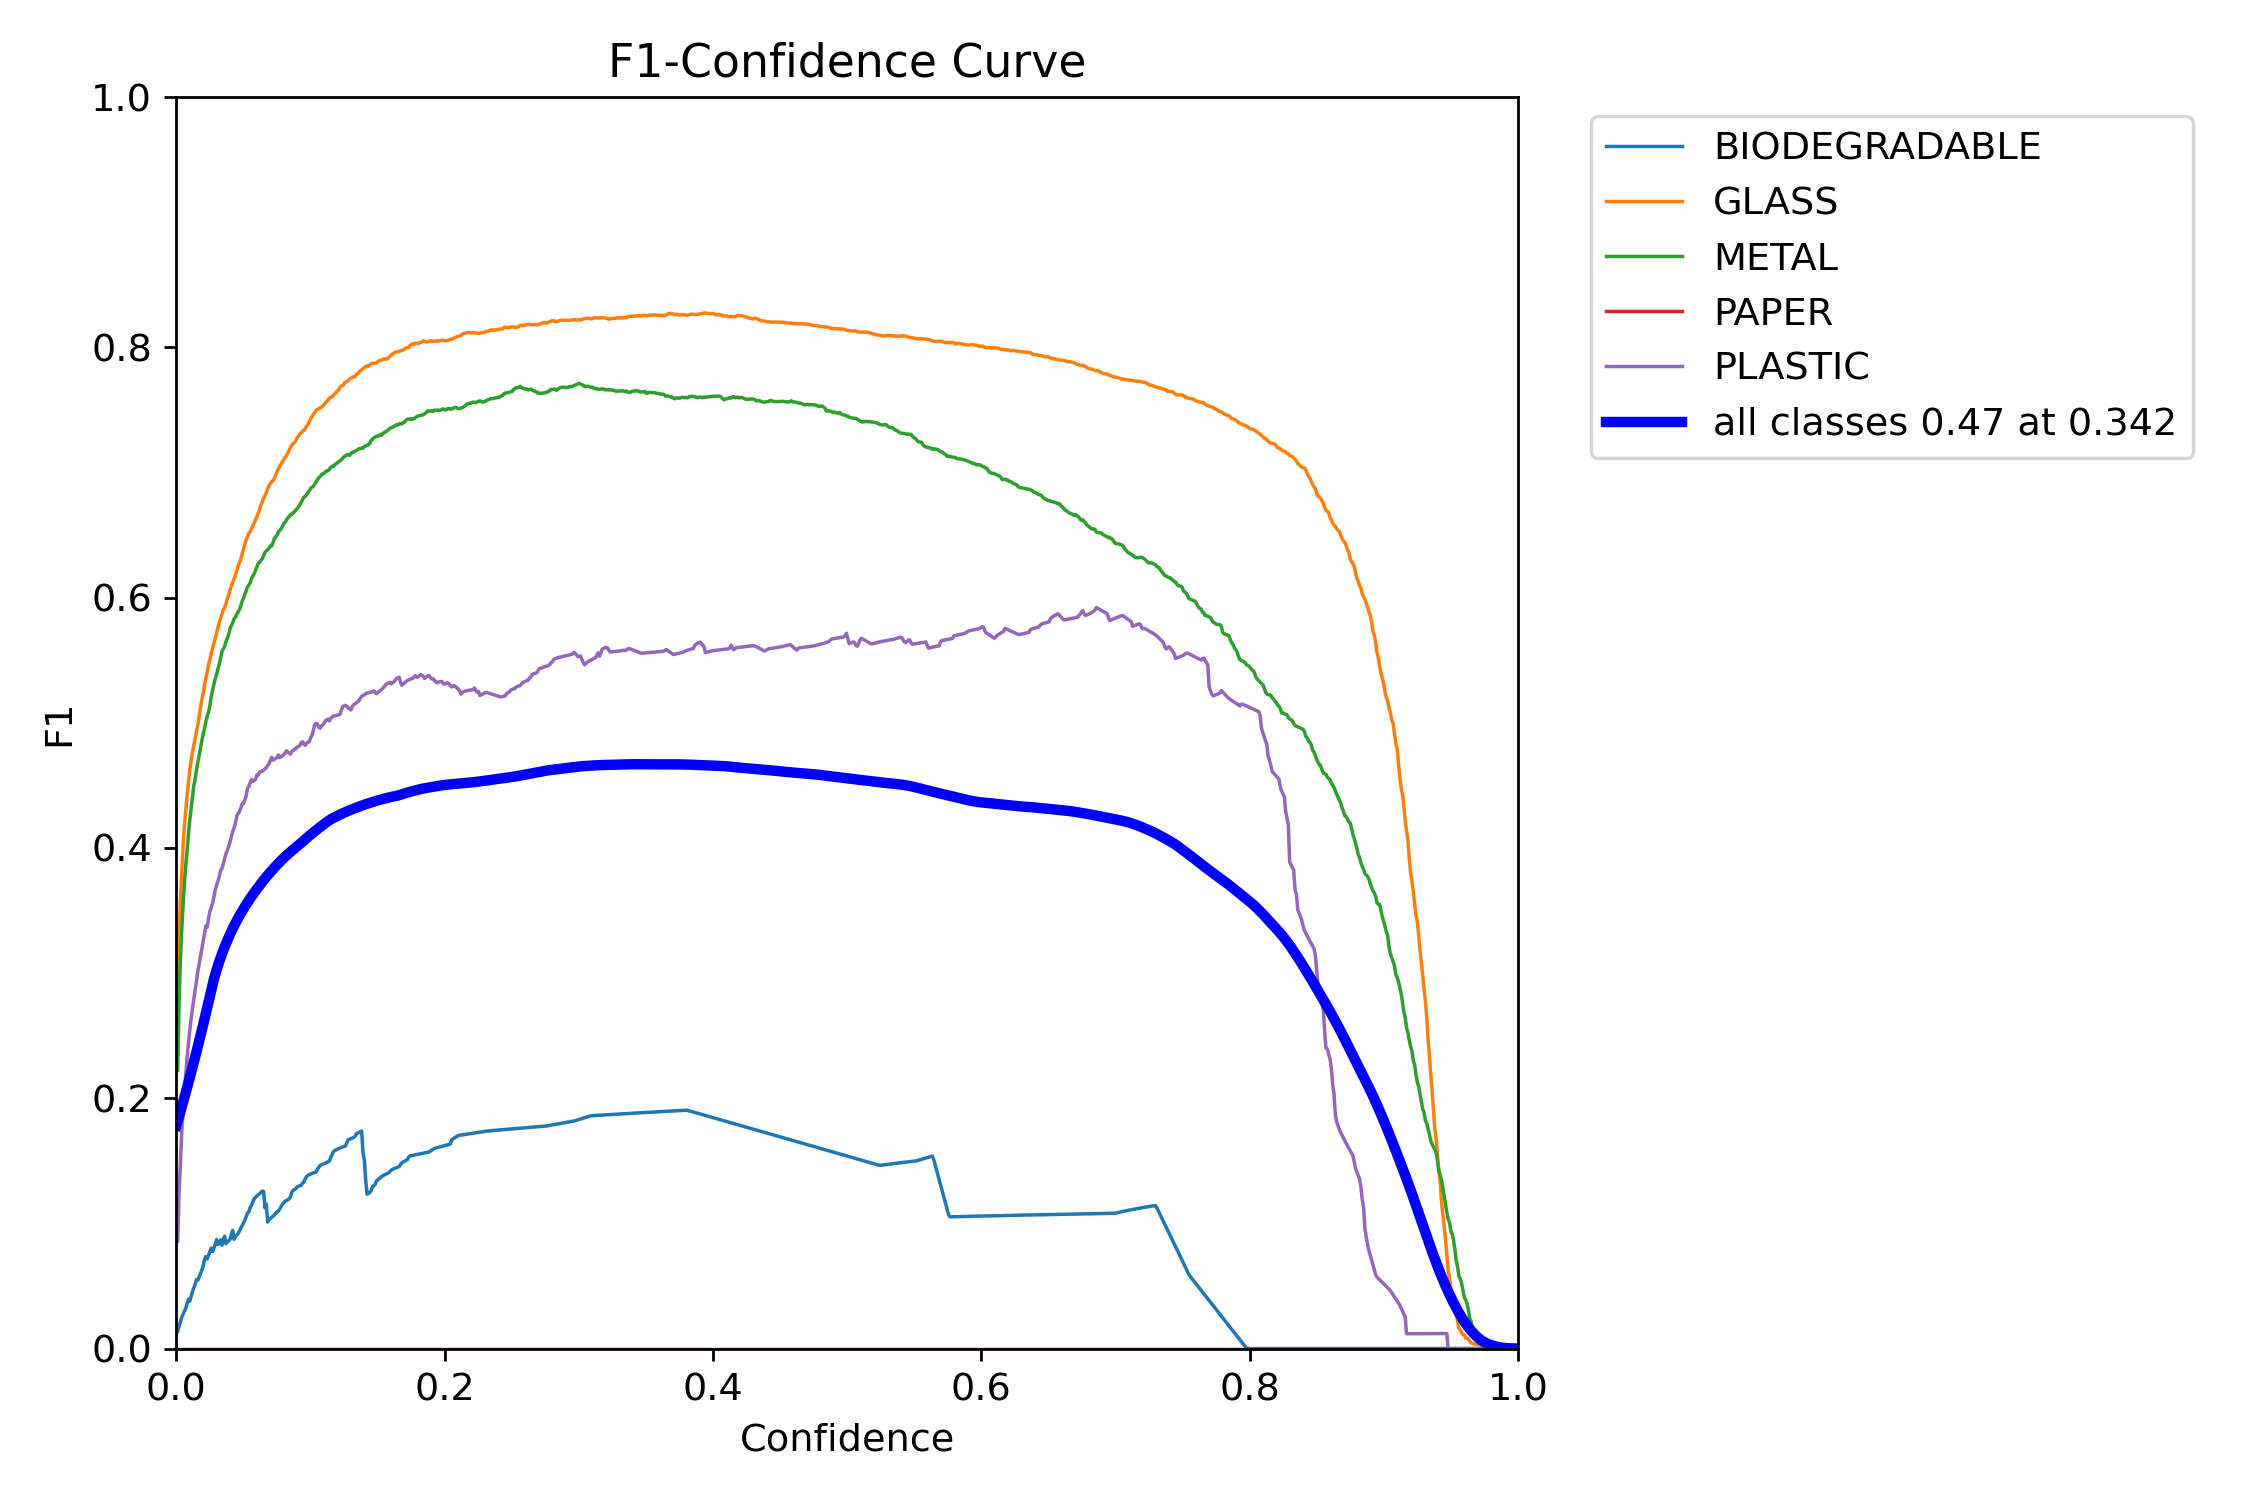 F1-Confidence Curve
1.0
0.8
0.6
0.4
0.2
0.0
F1
0.0 0.2 0.4 0.6 0.8 1.0
Confidence
BIODEGRADABLE
GLASS
METAL
PAPER
PLASTIC
all classes 0.47 at 0.342